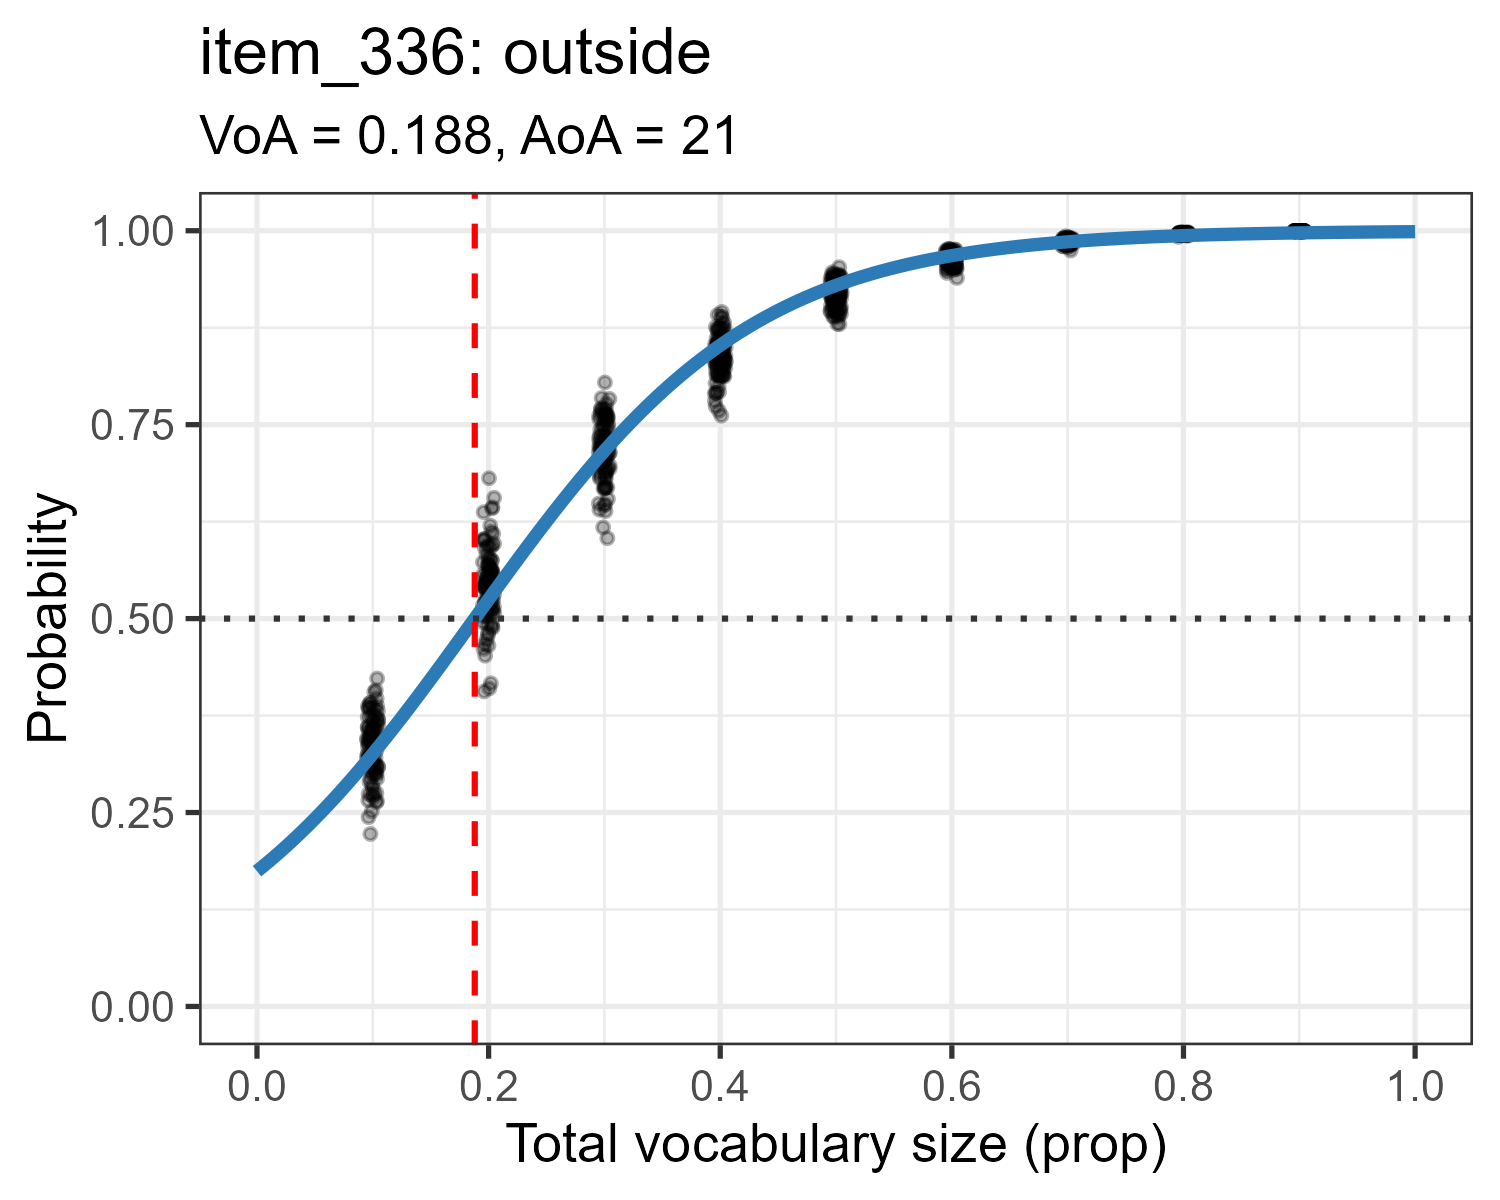 item_336: outside
VoA = 0.188, AoA = 21
1.00
0.75
0.50
0.25
0.00
Probability
0.0 0.2 0.4 0.6 0.8 1.0
Total vocabulary size (prop)